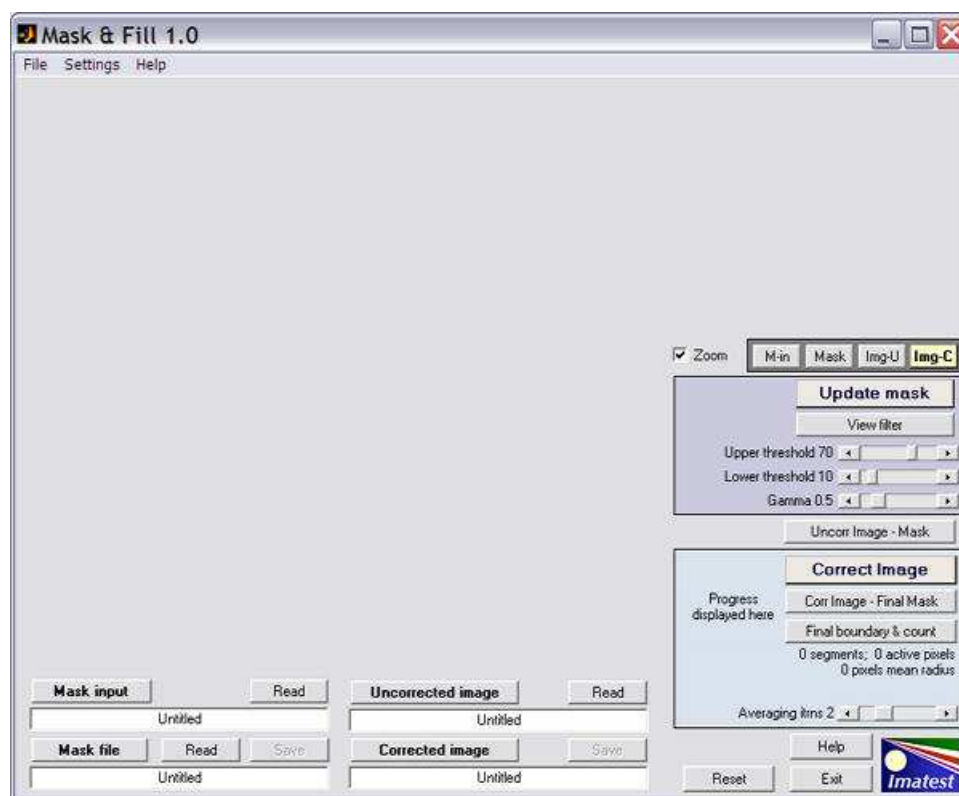 Mask & Fill 1.0
File Settings Help
Zoom M-in Mask Img-U Img-C
Update mask
View filter
Upper threshold 70
Lower threshold 10
Gamma 0.5
Uncorr Image - Mask
Correct Image
Progress
displayed here
Corr Image - Final Mask
Final boundary & count
0 segments; 0 active pixels
0 pixels mean radius
Mask input Read Uncorrected image Read
Untitled Untitled
Averaging itrns 2
Mask file Read Save Corrected image Save
Help
Untitled Untitled
Reset Exit
Imatest